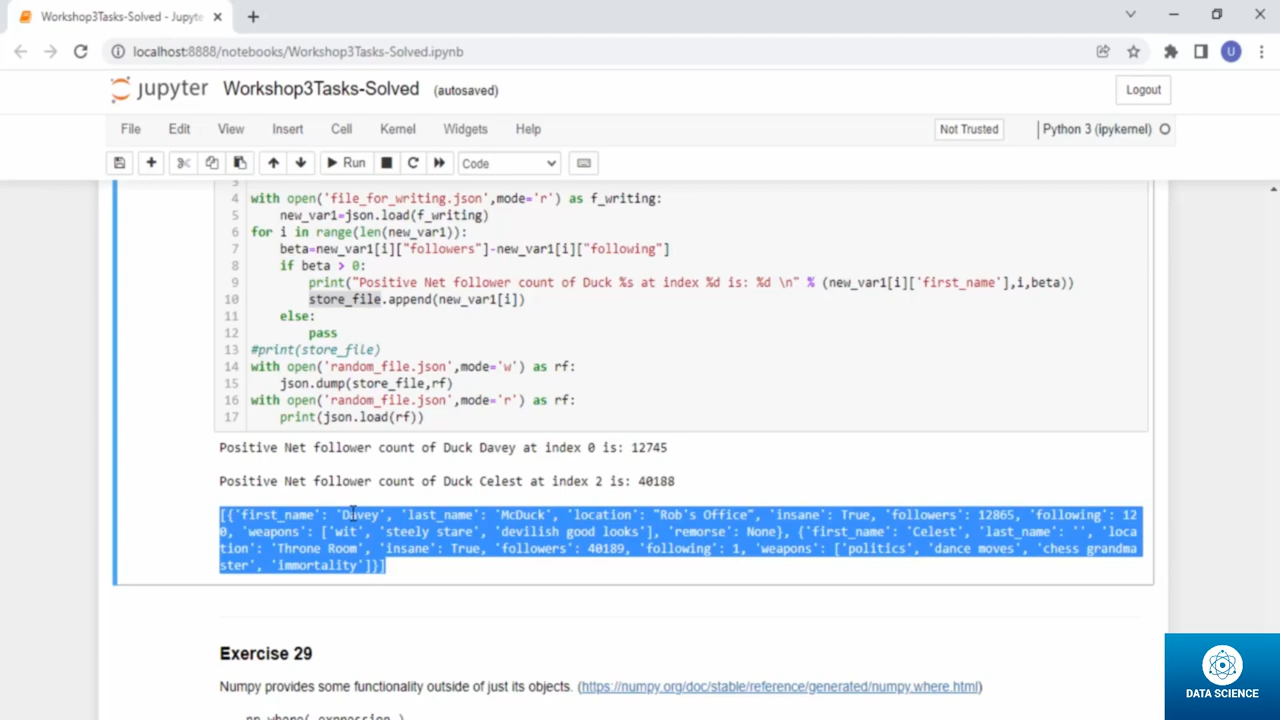 Workshop3Tasks-Solved - Jupyte
localhost:8888/notebooks/Workshop3Tasks-Solved.ipynb
U
jupyter Workshop3Tasks-Solved (autosaved)
Logout
File Edit View Insert Cell Kernel Widgets Help
Not Trusted
Python 3 (ipykernel)
Run
Code
3
4 with open('file_for_writing.json',mode='r') as f_writing:
5 new_var1=json.load(f_writing)
6 for i in range(len(new_var1)):
7 beta=new_var1[i]["followers"]-new_var1[i]["following"]
8 if beta > 0:
9 print("Positive Net follower count of Duck %s at index %d is: %d \n" % (new_var1[i]['first_name'],i,beta))
10 store_file.append(new_var1[i])
11 else:
12 pass
13 #print(store_file)
14 with open('random_file.json',mode='w') as rf:
15 json.dump(store_file,rf)
16 with open('random_file.json',mode='r') as rf:
17 print(json.load(rf))
Positive Net follower count of Duck Davey at index 0 is: 12745
Positive Net follower count of Duck Celest at index 2 is: 40188
[{'first_name': 'Davey', 'last_name': 'McDuck', 'location': "Rob's Office", 'insane': True, 'followers': 12865, 'following': 12
0, 'weapons': ['wit', 'steely stare', 'devilish good looks'], 'remorse': None}, {'first_name': 'Celest', 'last_name': '', 'loca
tion': 'Throne Room', 'insane': True, 'followers': 40189, 'following': 1, 'weapons': ['politics', 'dance moves', 'chess grandma
ster', 'immortality']}]
Exercise 29
Numpy provides some functionality outside of just its objects. (https://numpy.org/doc/stable/reference/generated/numpy.where.html)
np.where( expression )
DATA SCIENCE